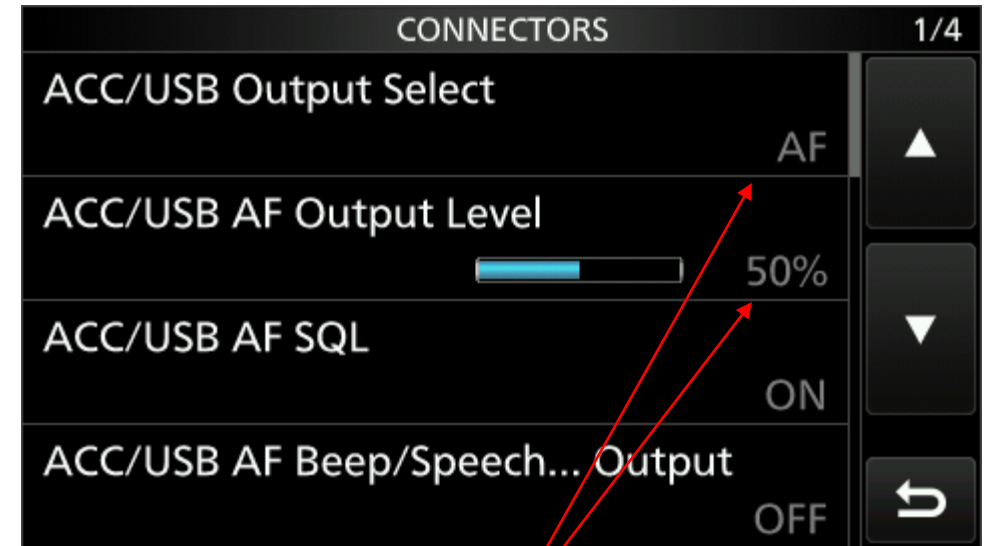 CONNECTORS 1/4
ACC/USB Output Select
AF
ACC/USB AF Output Level
50%
ACC/USB AF SQL
ON
ACC/USB AF Beep/Speech... Output
OFF